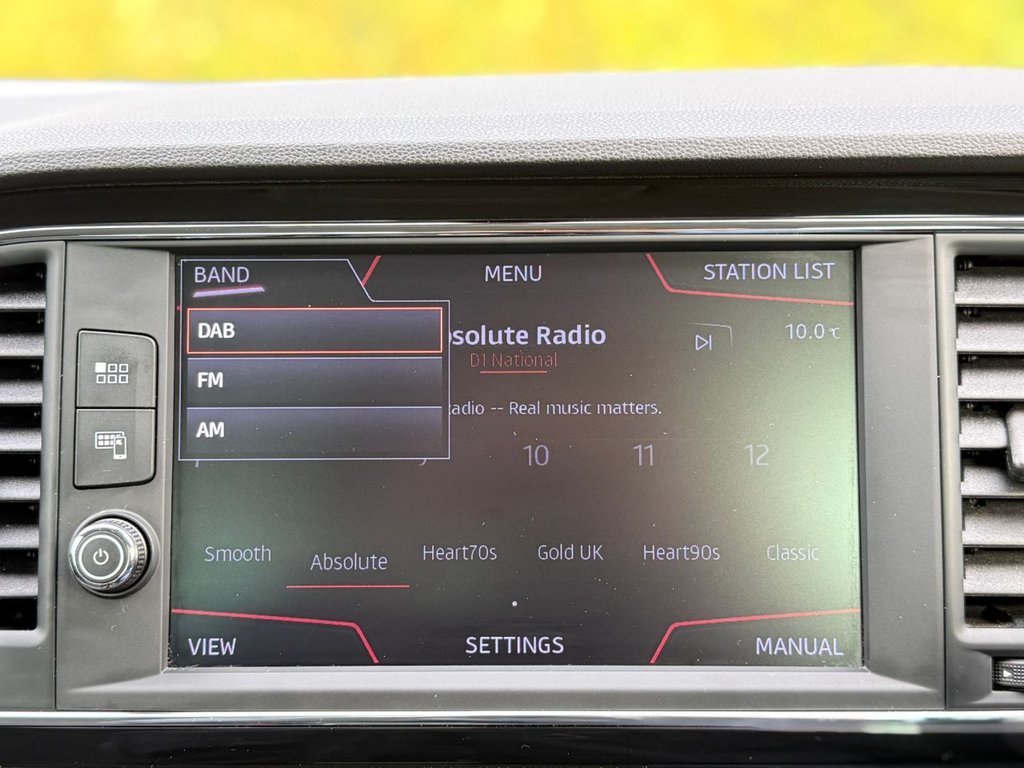 BAND
MENU
STATION LIST
DAB
FM
AM
solute Radio
D1 National
10.0°C
adio -- Real music matters.
10
11
12
Smooth
Absolute
Heart70s
Gold UK
Heart90s
Classic
VIEW
SETTINGS
MANUAL